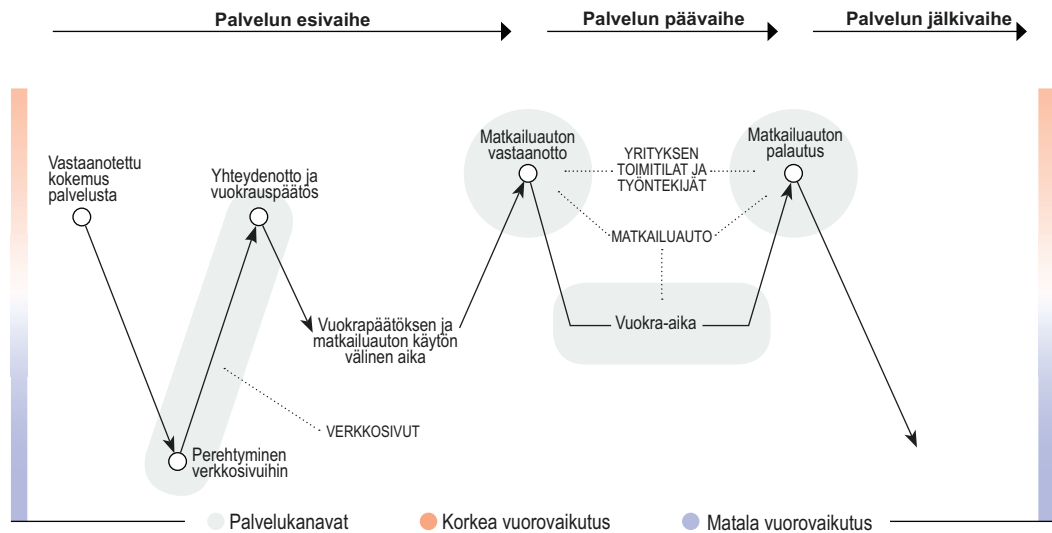 Palvelun esivaihe
Palvelun päävaihe
Palvelun jälkivaihe
Vastaanotettu
kokemus
palvelusta
Yhteydenotto ja
vuokrauspäätös
Matkailuauton
vastaanotto
YRITYKSEN
TOIMITILAT JA
TYÖNTEKIJÄT
Matkailuauton
palautus
MATKAILUAUTO
Vuokrapäätöksen ja
matkailuauton käytön
välinen aika
Vuokra-aika
VERKKOSIVUT
Perehtyminen
verkkosivuihin
Palvelukanavat
Korkea vuorovaikutus
Matala vuorovaikutus